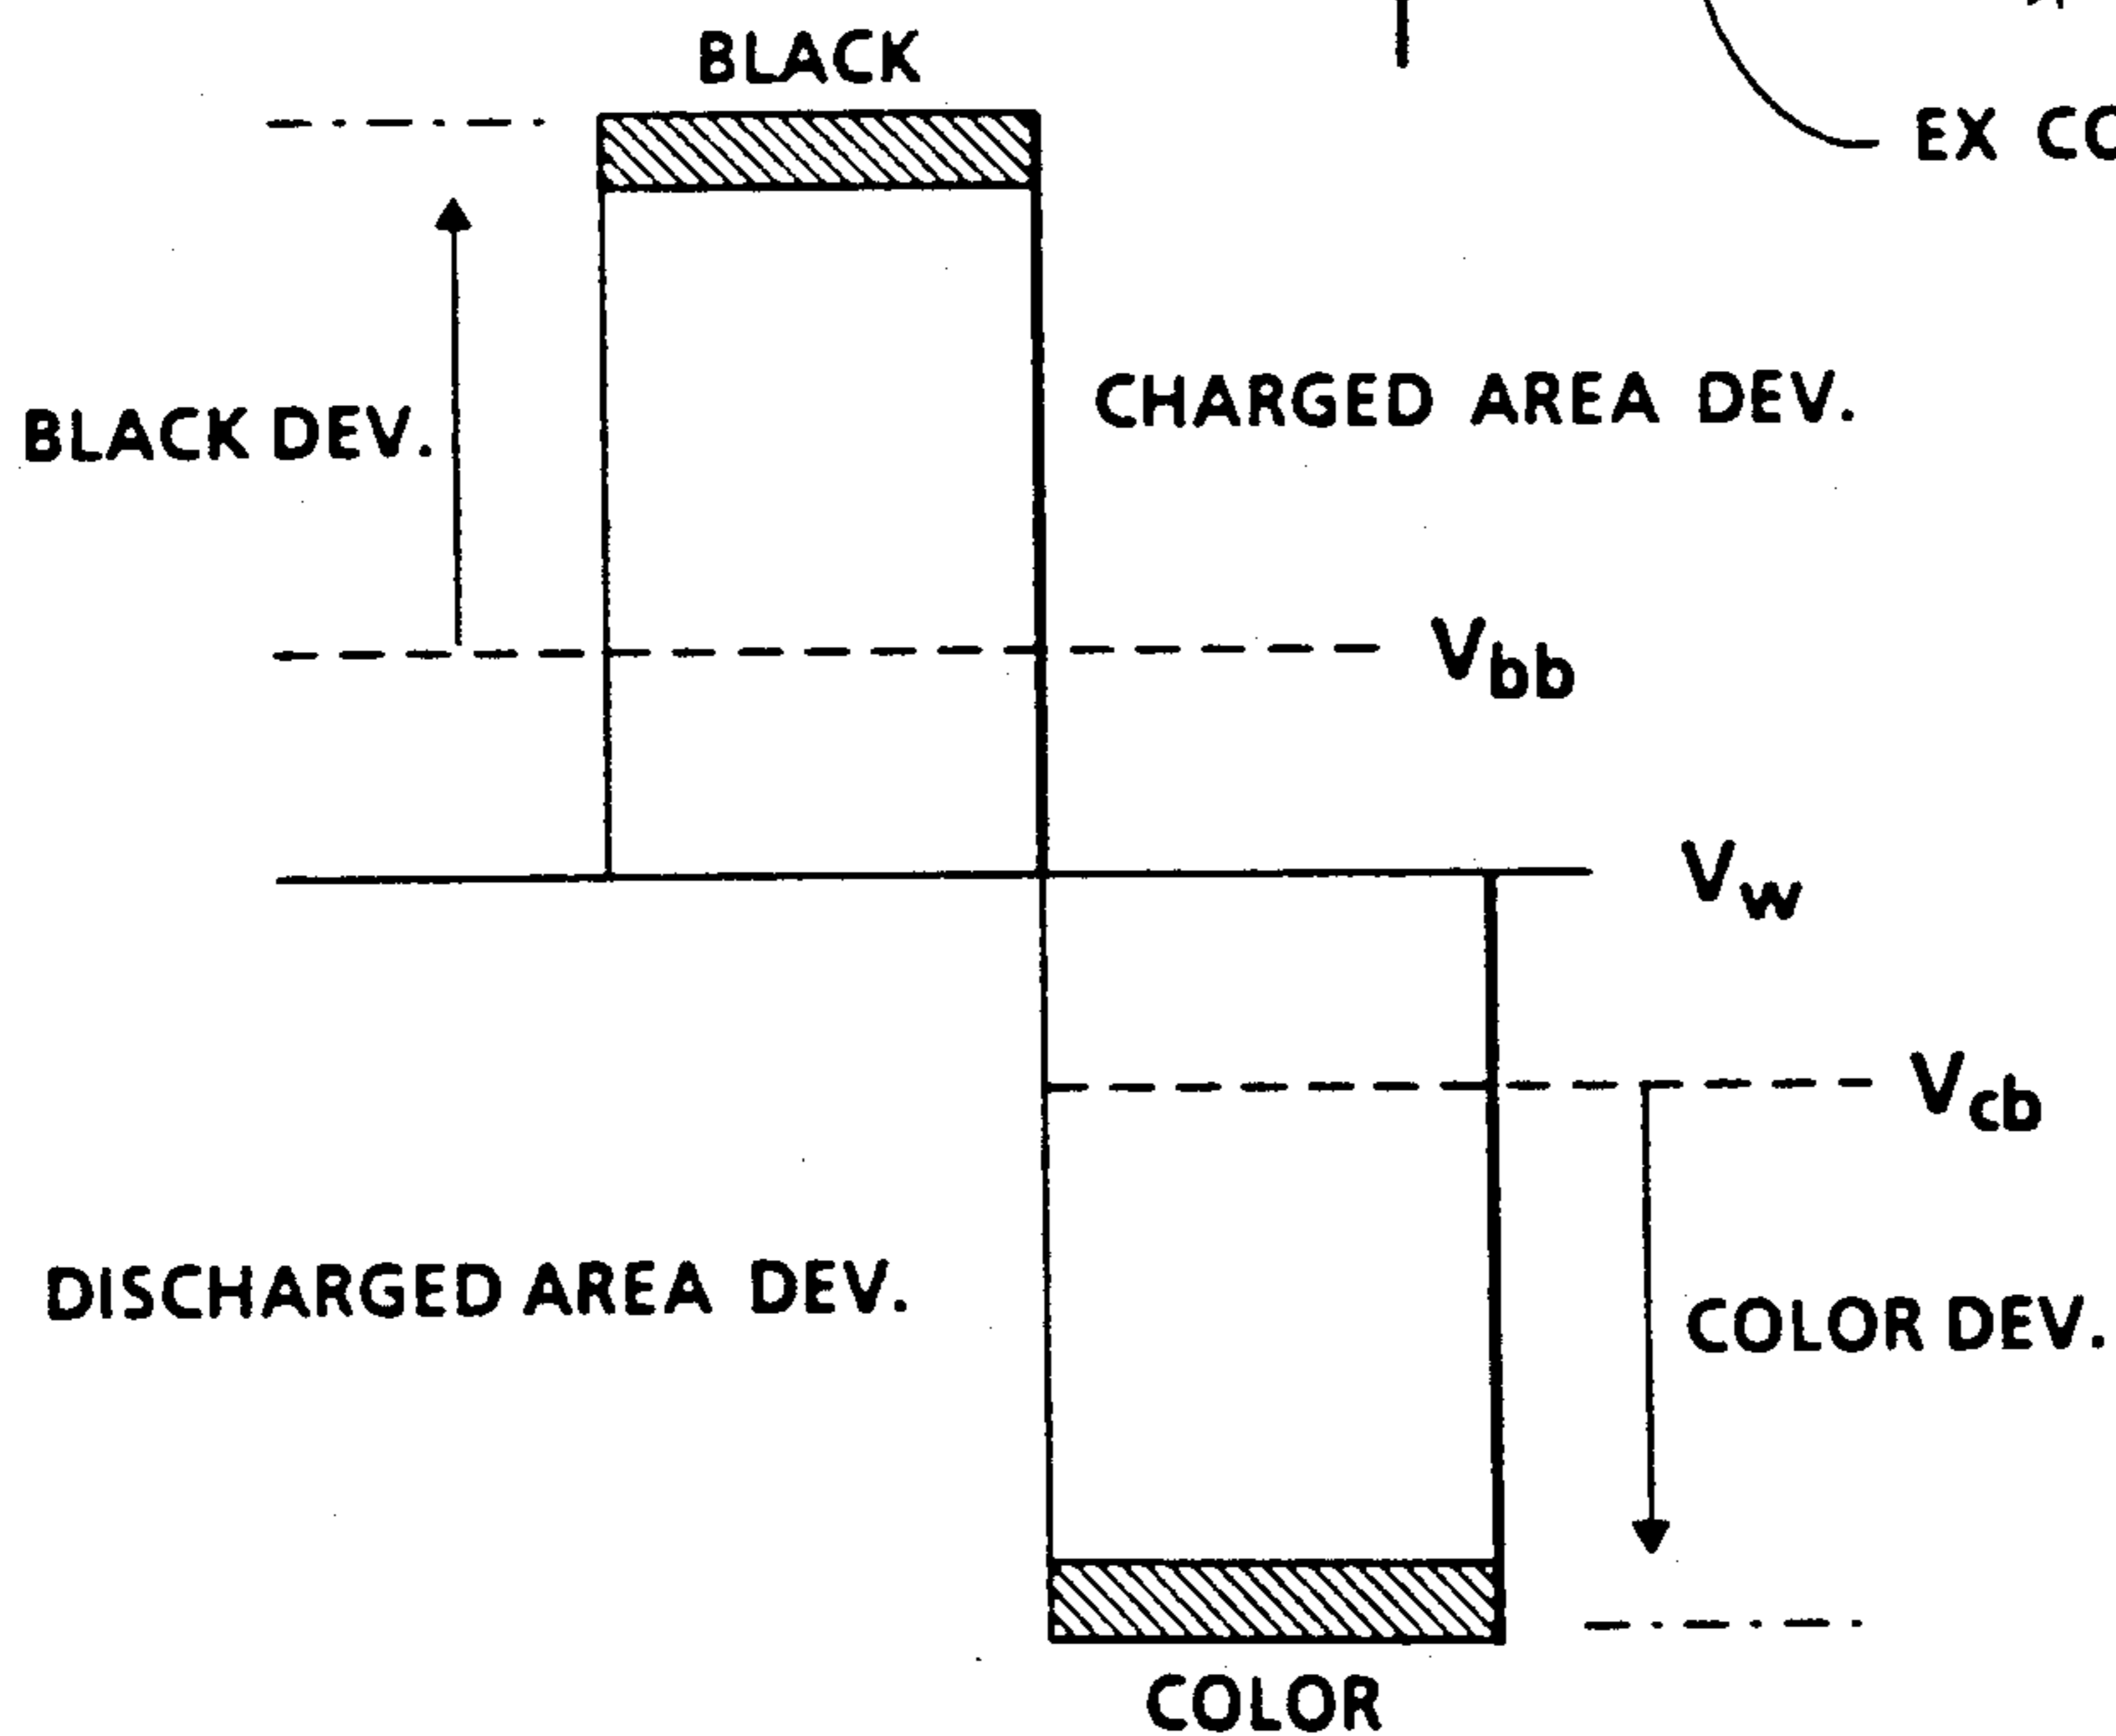 BLACK
EX CO
BLACK DEV.
CHARGED AREA DEV.
Vbb
Vw
Vcb
DISCHARGED AREA DEV.
COLOR DEV.
COLOR